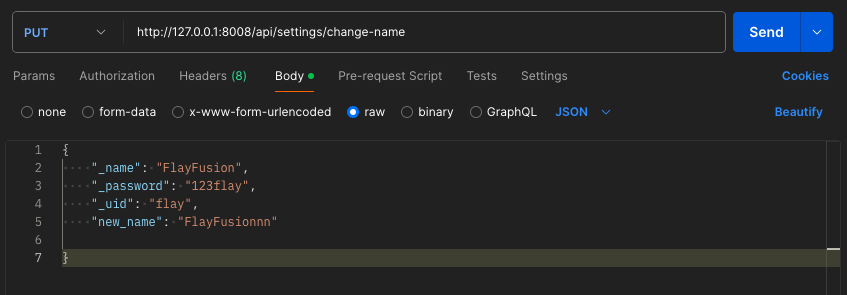 PUT http://127.0.0.1:8008/api/settings/change-name Send
Params Authorization Headers (8) Body Pre-request Script Tests Settings Cookies
none form-data x-www-form-urlencoded raw binary GraphQL JSON Beautify
1 {
2 "_name": "FlayFusion",
3 "_password": "123flay",
4 "_uid": "flay",
5 "new_name": "FlayFusionnn"
6
7 }